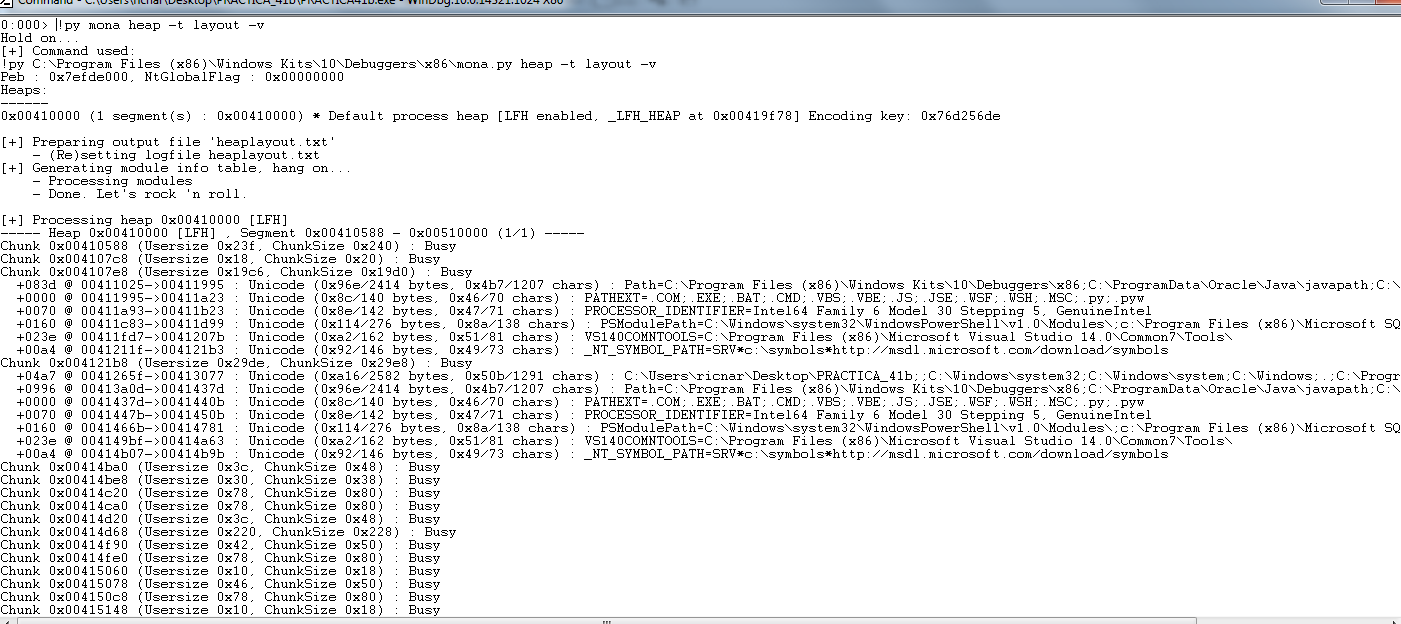 Command - C:\Users\ricnar\Desktop\PRACTICA_41b\PRACTICA41b.exe - WinDbg:10.0.14321.1024 X86
0:000> !py mona heap -t layout -v
Hold on...
[+] Command used:
!py C:\Program Files (x86)\Windows Kits\10\Debuggers\x86\mona.py heap -t layout -v
Peb : 0x7efde000, NtGlobalFlag : 0x00000000
Heaps:
------
0x00410000 (1 segment(s) : 0x00410000) * Default process heap [LFH enabled, _LFH_HEAP at 0x00419f78] Encoding key: 0x76d256de
[+] Preparing output file 'heaplayout.txt'
- (Re)setting logfile heaplayout.txt
[+] Generating module info table, hang on...
- Processing modules
- Done. Let's rock 'n roll.
[+] Processing heap 0x00410000 [LFH]
----- Heap 0x00410000 [LFH] , Segment 0x00410588 - 0x00510000 (1/1) -----
Chunk 0x00410588 (Usersize 0x23f, ChunkSize 0x240) : Busy
Chunk 0x004107c8 (Usersize 0x18, ChunkSize 0x20) : Busy
Chunk 0x004107e8 (Usersize 0x19c6, ChunkSize 0x19d0) : Busy
+083d @ 00411025->00411995 : Unicode (0x96e/2414 bytes, 0x4b7/1207 chars) : Path=C:\Program Files (x86)\Windows Kits\10\Debuggers\x86;C:\ProgramData\Oracle\Java\javapath;C:\
+0000 @ 00411995->00411a23 : Unicode (0x8c/140 bytes, 0x46/70 chars) : PATHEXT=.COM;.EXE;.BAT;.CMD;.VBS;.VBE;.JS;.JSE;.WSF;.WSH;.MSC;.py;.pyw
+0070 @ 00411a93->00411b23 : Unicode (0x8e/142 bytes, 0x47/71 chars) : PROCESSOR_IDENTIFIER=Intel64 Family 6 Model 30 Stepping 5, GenuineIntel
+0160 @ 00411c83->00411d99 : Unicode (0x114/276 bytes, 0x8a/138 chars) : PSModulePath=C:\Windows\system32\WindowsPowerShell\v1.0\Modules\;c:\Program Files (x86)\Microsoft SQ
+023e @ 00411fd7->0041207b : Unicode (0xa2/162 bytes, 0x51/81 chars) : VS140COMNTOOLS=C:\Program Files (x86)\Microsoft Visual Studio 14.0\Common7\Tools\
+00a4 @ 0041211f->004121b3 : Unicode (0x92/146 bytes, 0x49/73 chars) : _NT_SYMBOL_PATH=SRV*c:\symbols*http://msdl.microsoft.com/download/symbols
Chunk 0x004121b8 (Usersize 0x29de, ChunkSize 0x29e8) : Busy
+04a7 @ 0041265f->00413077 : Unicode (0xa16/2582 bytes, 0x50b/1291 chars) : C:\Users\ricnar\Desktop\PRACTICA_41b;;C:\Windows\system32;C:\Windows\system;C:\Windows;.;C:\Progr
+0996 @ 00413a0d->0041437d : Unicode (0x96e/2414 bytes, 0x4b7/1207 chars) : Path=C:\Program Files (x86)\Windows Kits\10\Debuggers\x86;C:\ProgramData\Oracle\Java\javapath;C:\
+0000 @ 0041437d->0041440b : Unicode (0x8c/140 bytes, 0x46/70 chars) : PATHEXT=.COM;.EXE;.BAT;.CMD;.VBS;.VBE;.JS;.JSE;.WSF;.WSH;.MSC;.py;.pyw
+0070 @ 0041447b->0041450b : Unicode (0x8e/142 bytes, 0x47/71 chars) : PROCESSOR_IDENTIFIER=Intel64 Family 6 Model 30 Stepping 5, GenuineIntel
+0160 @ 0041466b->00414781 : Unicode (0x114/276 bytes, 0x8a/138 chars) : PSModulePath=C:\Windows\system32\WindowsPowerShell\v1.0\Modules\;c:\Program Files (x86)\Microsoft SQ
+023e @ 004149bf->00414a63 : Unicode (0xa2/162 bytes, 0x51/81 chars) : VS140COMNTOOLS=C:\Program Files (x86)\Microsoft Visual Studio 14.0\Common7\Tools\
+00a4 @ 00414b07->00414b9b : Unicode (0x92/146 bytes, 0x49/73 chars) : _NT_SYMBOL_PATH=SRV*c:\symbols*http://msdl.microsoft.com/download/symbols
Chunk 0x00414ba0 (Usersize 0x3c, ChunkSize 0x48) : Busy
Chunk 0x00414be8 (Usersize 0x30, ChunkSize 0x38) : Busy
Chunk 0x00414c20 (Usersize 0x78, ChunkSize 0x80) : Busy
Chunk 0x00414ca0 (Usersize 0x78, ChunkSize 0x80) : Busy
Chunk 0x00414d20 (Usersize 0x3c, ChunkSize 0x48) : Busy
Chunk 0x00414d68 (Usersize 0x220, ChunkSize 0x228) : Busy
Chunk 0x00414f90 (Usersize 0x42, ChunkSize 0x50) : Busy
Chunk 0x00414fe0 (Usersize 0x78, ChunkSize 0x80) : Busy
Chunk 0x00415060 (Usersize 0x10, ChunkSize 0x18) : Busy
Chunk 0x00415078 (Usersize 0x46, ChunkSize 0x50) : Busy
Chunk 0x004150c8 (Usersize 0x78, ChunkSize 0x80) : Busy
Chunk 0x00415148 (Usersize 0x10, ChunkSize 0x18) : Busy